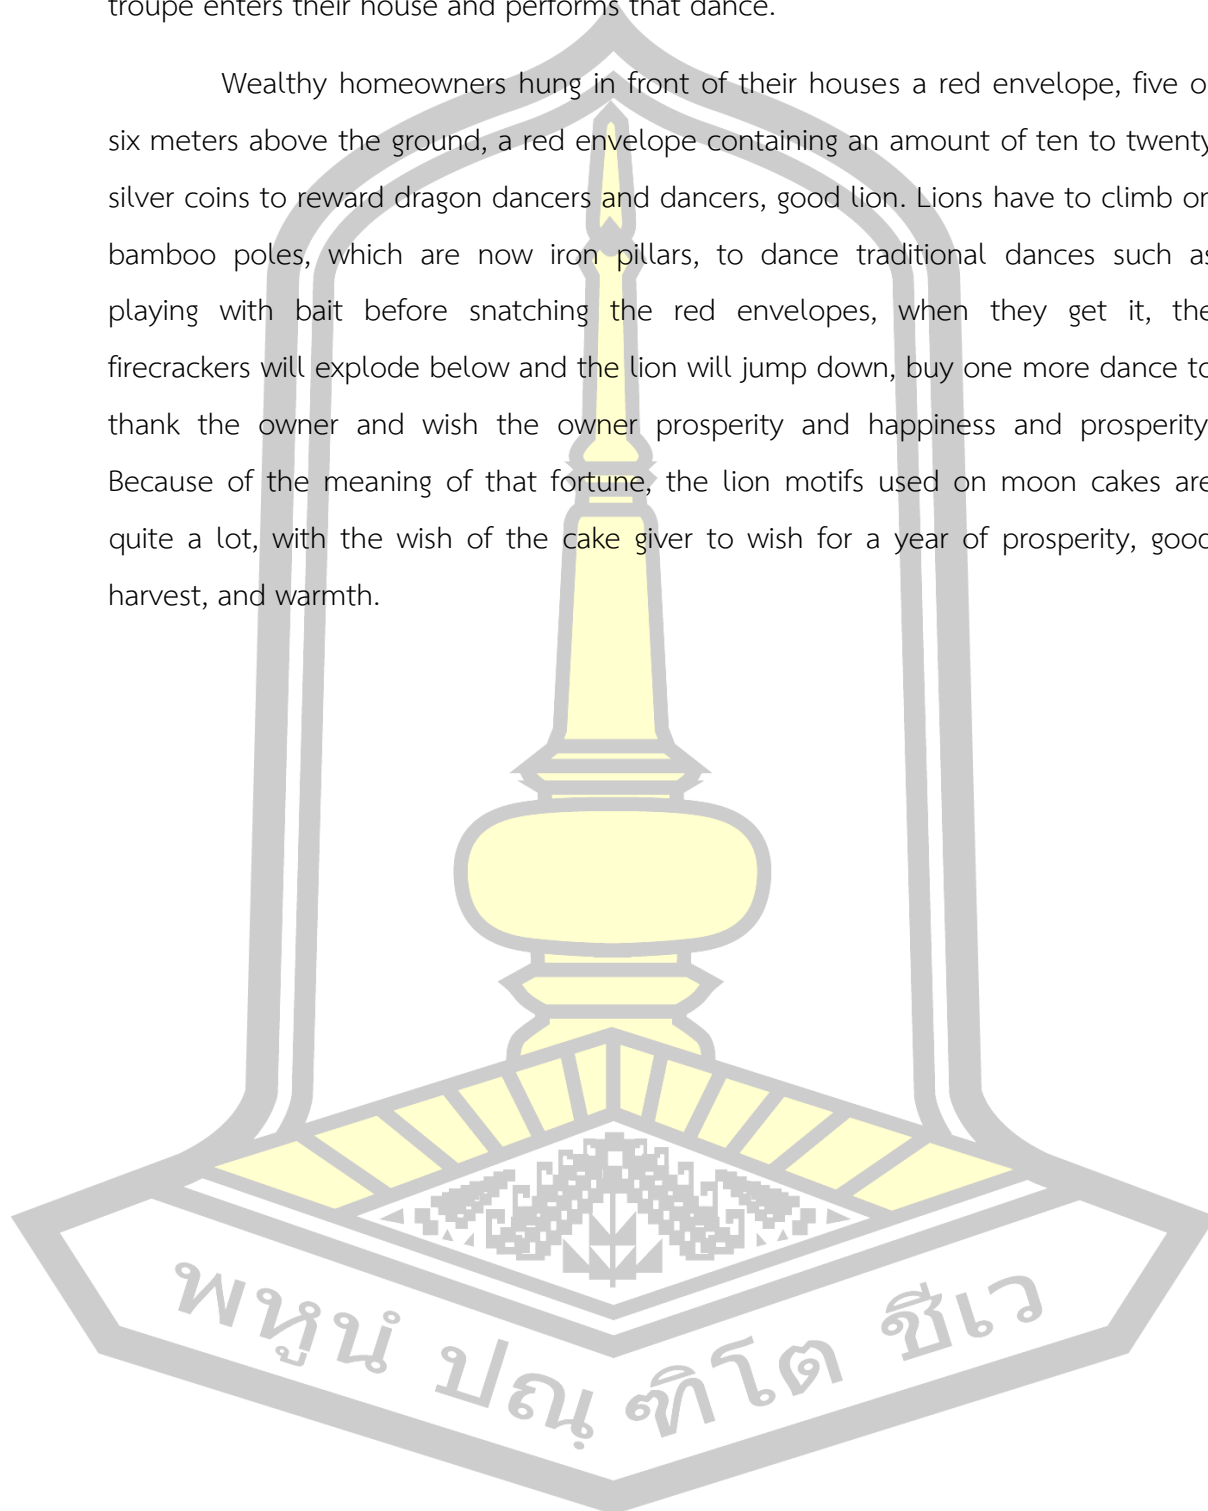 troupe enters their house and performs that dance.
Wealthy homeowners hung in front of their houses a red envelope, five o
six meters above the ground, a red envelope containing an amount of ten to twenty
silver coins to reward dragon dancers and dancers, good lion. Lions have to climb on
bamboo poles, which are now iron pillars, to dance traditional dances such as
playing with bait before snatching the red envelopes, when they get it, the
firecrackers will explode below and the lion will jump down, buy one more dance to
thank the owner and wish the owner prosperity and happiness and prosperity
Because of the meaning of that fortune, the lion motifs used on moon cakes are
quite a lot, with the wish of the cake giver to wish for a year of prosperity, good
harvest, and warmth.
พหูนํ ปณฺ ฑิโต ชีเว